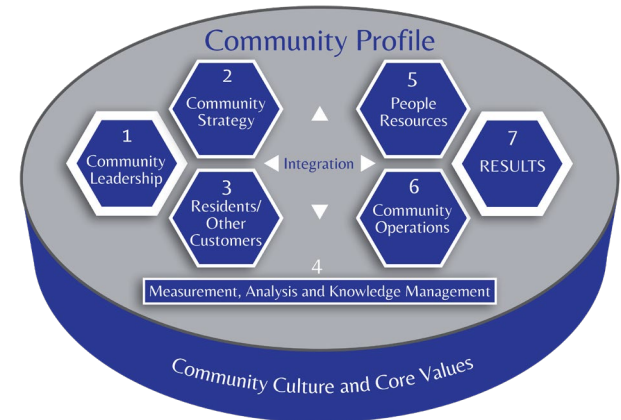 Community Profile
1
Community
Leadership
2
Community
Strategy
3
Residents/
Other
Customers
Integration
5
People
Resources
6
Community
Operations
7
RESULTS
4
Measurement, Analysis and Knowledge Management
Community Culture and Core Values